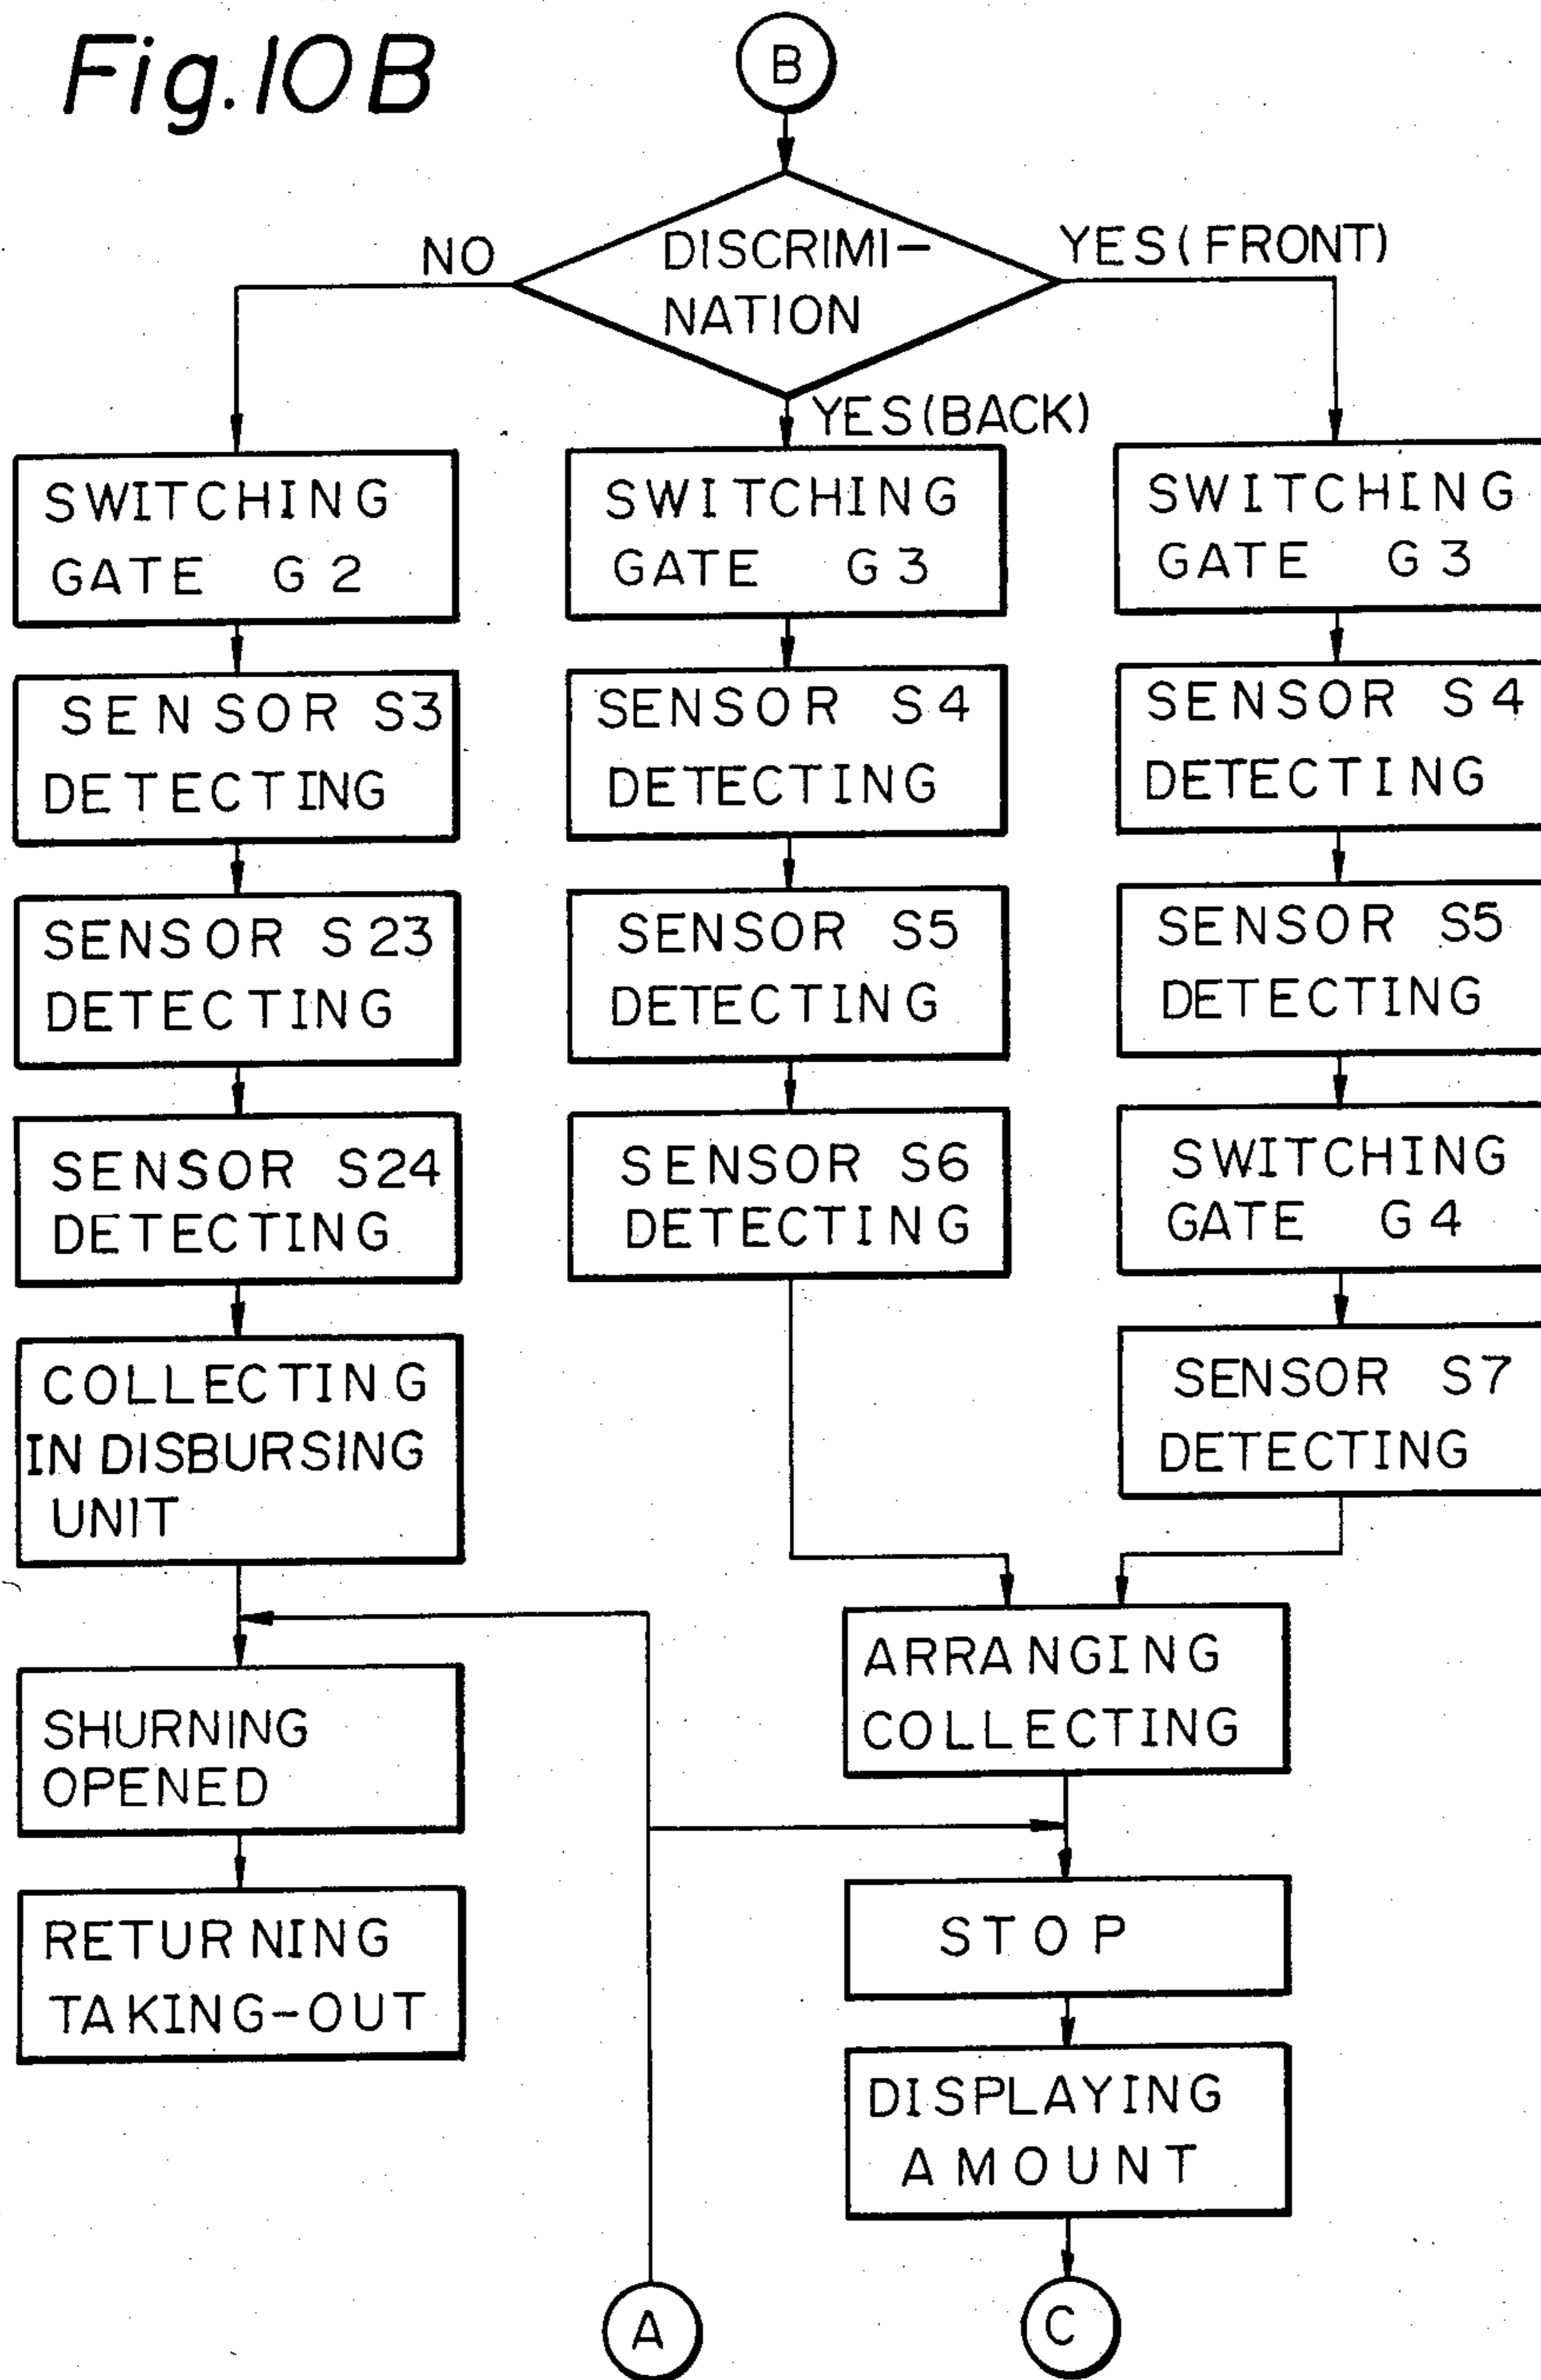 Fig.10B
B
DISCRIMI-
NATION
NO
YES(BACK)
YES(FRONT)
SWITCHING
GATE G2
SENSOR S3
DETECTING
SENSOR S23
DETECTING
SENSOR S24
DETECTING
COLLECTING
IN DISBURSING
UNIT
SHURNING
OPENED
RETURNING
TAKING-OUT
SWITCHING
GATE G3
SENSOR S4
DETECTING
SENSOR S5
DETECTING
SENSOR S6
DETECTING
SWITCHING
GATE G3
SENSOR S4
DETECTING
SENSOR S5
DETECTING
SWITCHING
GATE G4
SENSOR S7
DETECTING
ARRANGING
COLLECTING
STOP
DISPLAYING
AMOUNT
A
C